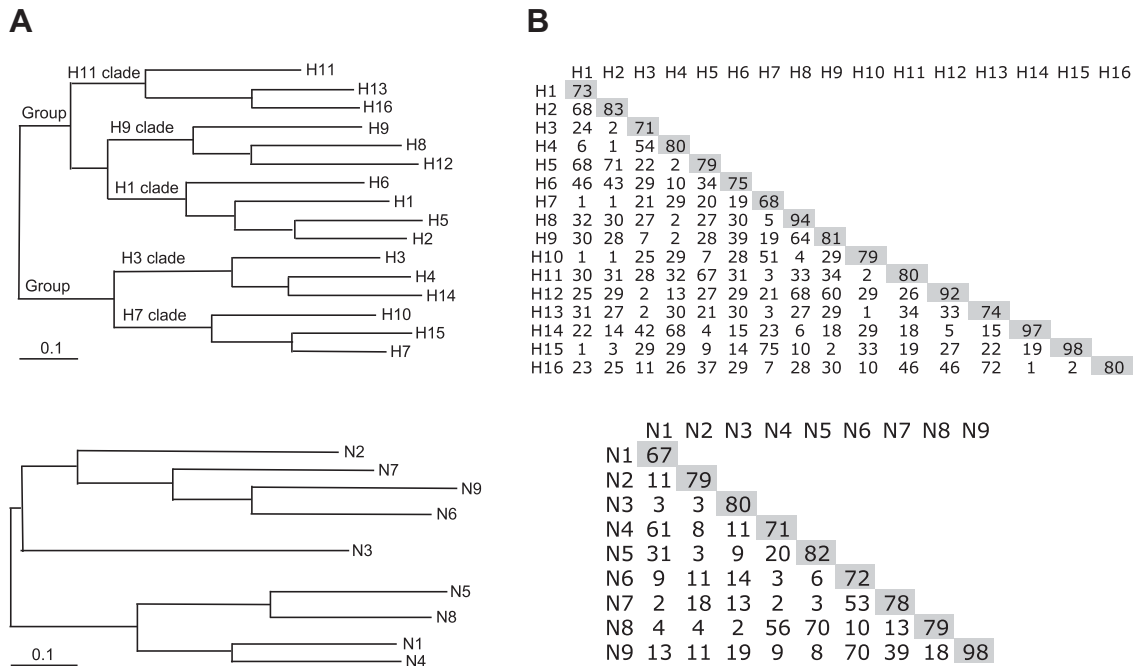 A
H11 clade
H11
H13
H16
Group
H9 clade
H9
H8
H12
H1 clade
H6
H1
H5
H2
H3 clade
H3
H4
H14
Group
H7 clade
H10
H15
H7
0.1
N2
N7
N9
N6
N3
N5
N8
N1
N4
0.1
B
H1 H2 H3 H4 H5 H6 H7 H8 H9 H10 H11 H12 H13 H14 H15 H16
H1 73
H2 68 83
H3 24 2 71
H4 6 1 54 80
H5 68 71 22 2 79
H6 46 43 29 10 34 75
H7 1 1 21 29 20 19 68
H8 32 30 27 2 27 30 5 94
H9 30 28 7 2 28 39 19 64 81
H10 1 1 25 29 7 28 51 4 29 79
H11 30 31 28 32 67 31 3 33 34 2 80
H12 25 29 2 13 27 29 21 68 60 29 26 92
H13 31 27 2 30 21 30 3 27 29 1 34 33 74
H14 22 14 42 68 4 15 23 6 18 29 18 5 15 97
H15 1 3 29 29 9 14 75 10 2 33 19 27 22 19 98
H16 23 25 11 26 37 29 7 28 30 10 46 46 72 1 2 80
N1 N2 N3 N4 N5 N6 N7 N8 N9
N1 67
N2 11 79
N3 3 3 80
N4 61 8 11 71
N5 31 3 9 20 82
N6 9 11 14 3 6 72
N7 2 18 13 2 3 53 78
N8 4 4 2 56 70 10 13 79
N9 13 11 19 9 8 70 39 18 98